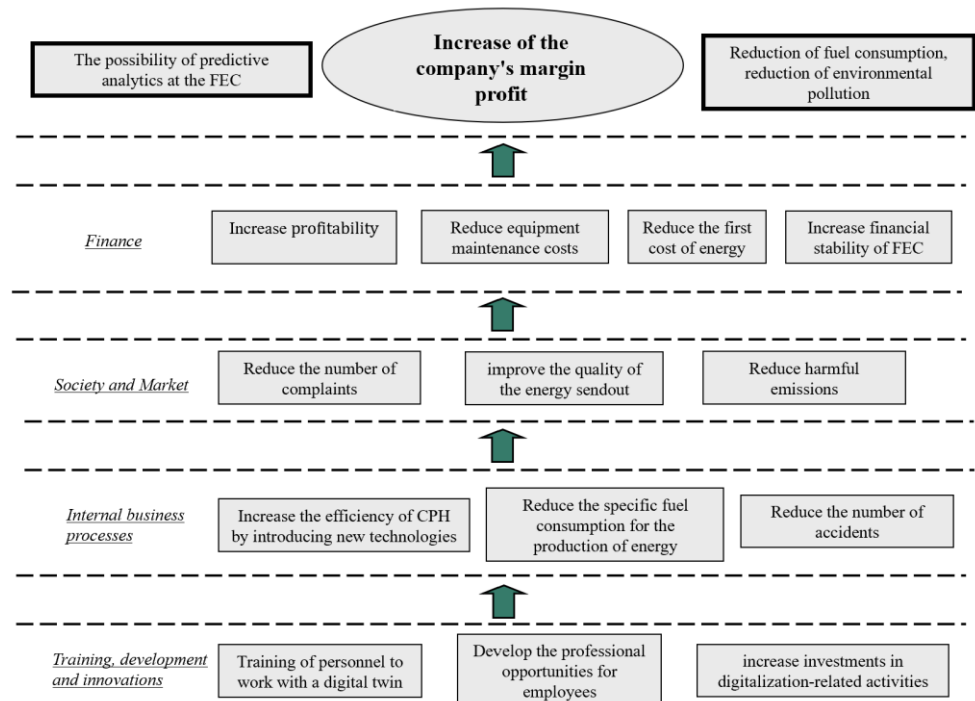 The possibility of predictive
analytics at the FEC
Increase of the
company's margin
profit
Reduction of fuel consumption,
reduction of environmental
pollution
Finance
Increase profitability
Reduce equipment
maintenance costs
Reduce the first
cost of energy
Increase financial
stability of FEC
Society and Market
Reduce the number of
complaints
improve the quality of
the energy sendout
Reduce harmful
emissions
Internal business
processes
Increase the efficiency of CPH
by introducing new technologies
Reduce the specific fuel
consumption for the
production of energy
Reduce the number of
accidents
Training, development
and innovations
Training of personnel to
work with a digital twin
Develop the professional
opportunities for
employees
increase investments in
digitalization-related activities